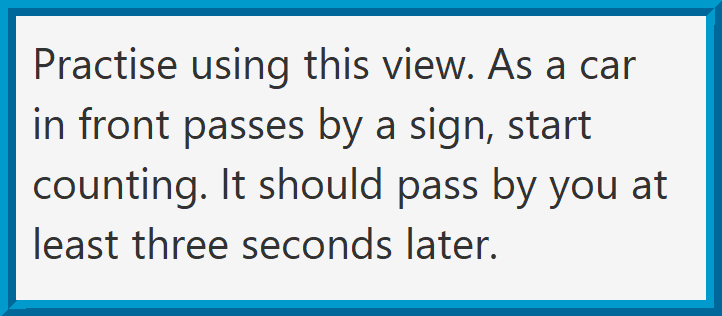 Practise using this view. As a car
in front passes by a sign, start
counting. It should pass by you at
least three seconds later.